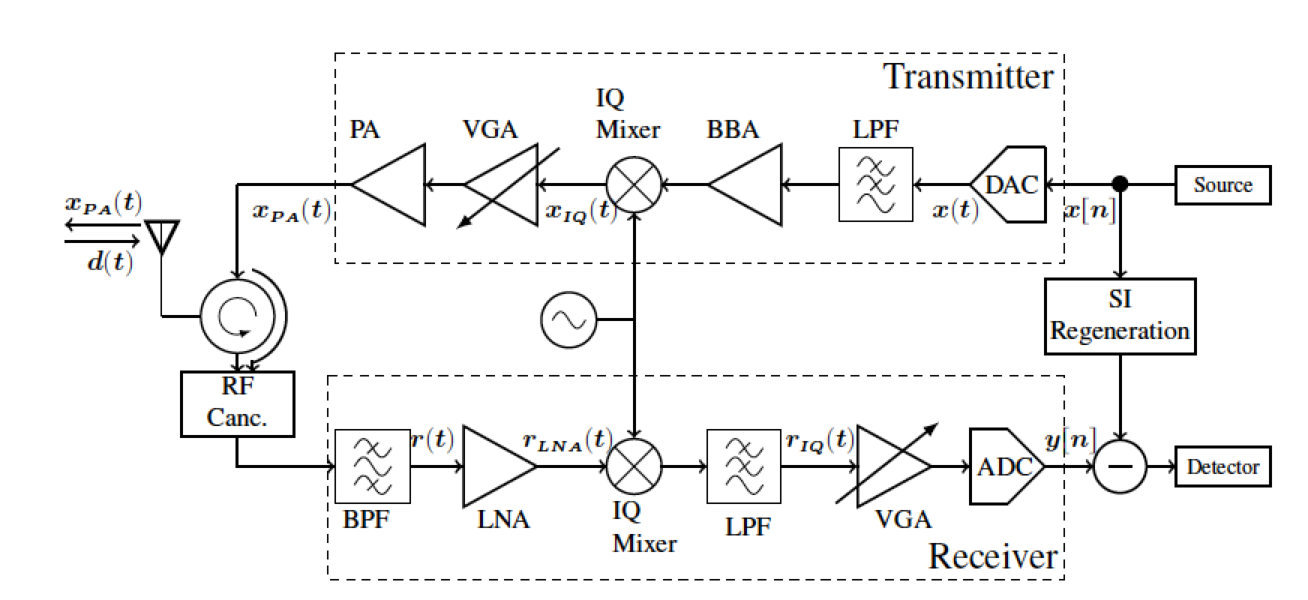 Transmitter
IQ
Mixer
PA
VGA
BBA
LPF
DAC
Source
x_{PA}(t)
d(t)
x_{PA}(t)
x_{IQ}(t)
x(t)
x[n]
SI
Regeneration
RF
Canc.
r(t)
r_{LNA}(t)
r_{IQ}(t)
y[n]
ADC
Detector
BPF
LNA
IQ
Mixer
LPF
VGA
Receiver